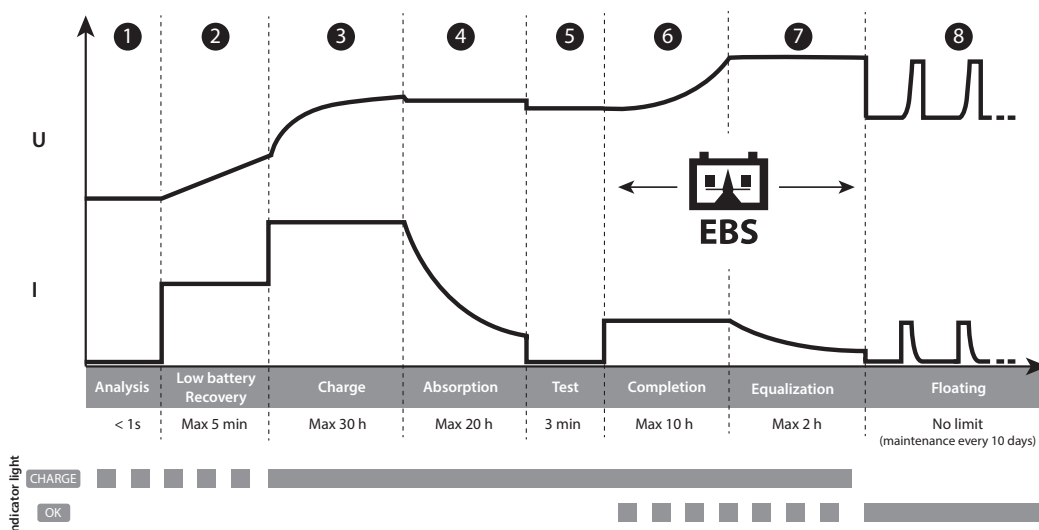 1 2 3 4 5 6 7 8
U
EBS
I
Analysis
Low battery
Recovery
Charge
Absorption
Test
Completion
Equalization
Floating
< 1s
Max 5 min
Max 30 h
Max 20 h
3 min
Max 10 h
Max 2 h
No limit
(maintenance every 10 days)
ndicator light
CHARGE
OK